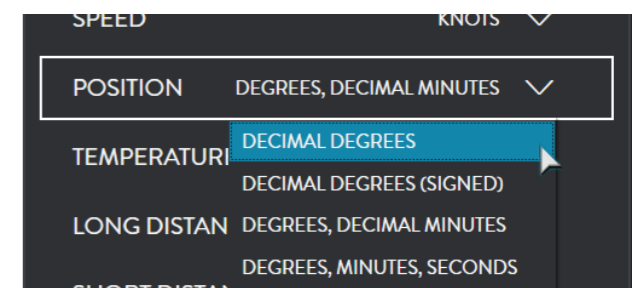 SPEED KNOTS
POSITION DEGREES, DECIMAL MINUTES
DECIMAL DEGREES
TEMPERATURI
DECIMAL DEGREES (SIGNED)
LONG DISTAN DEGREES, DECIMAL MINUTES
DEGREES, MINUTES, SECONDS